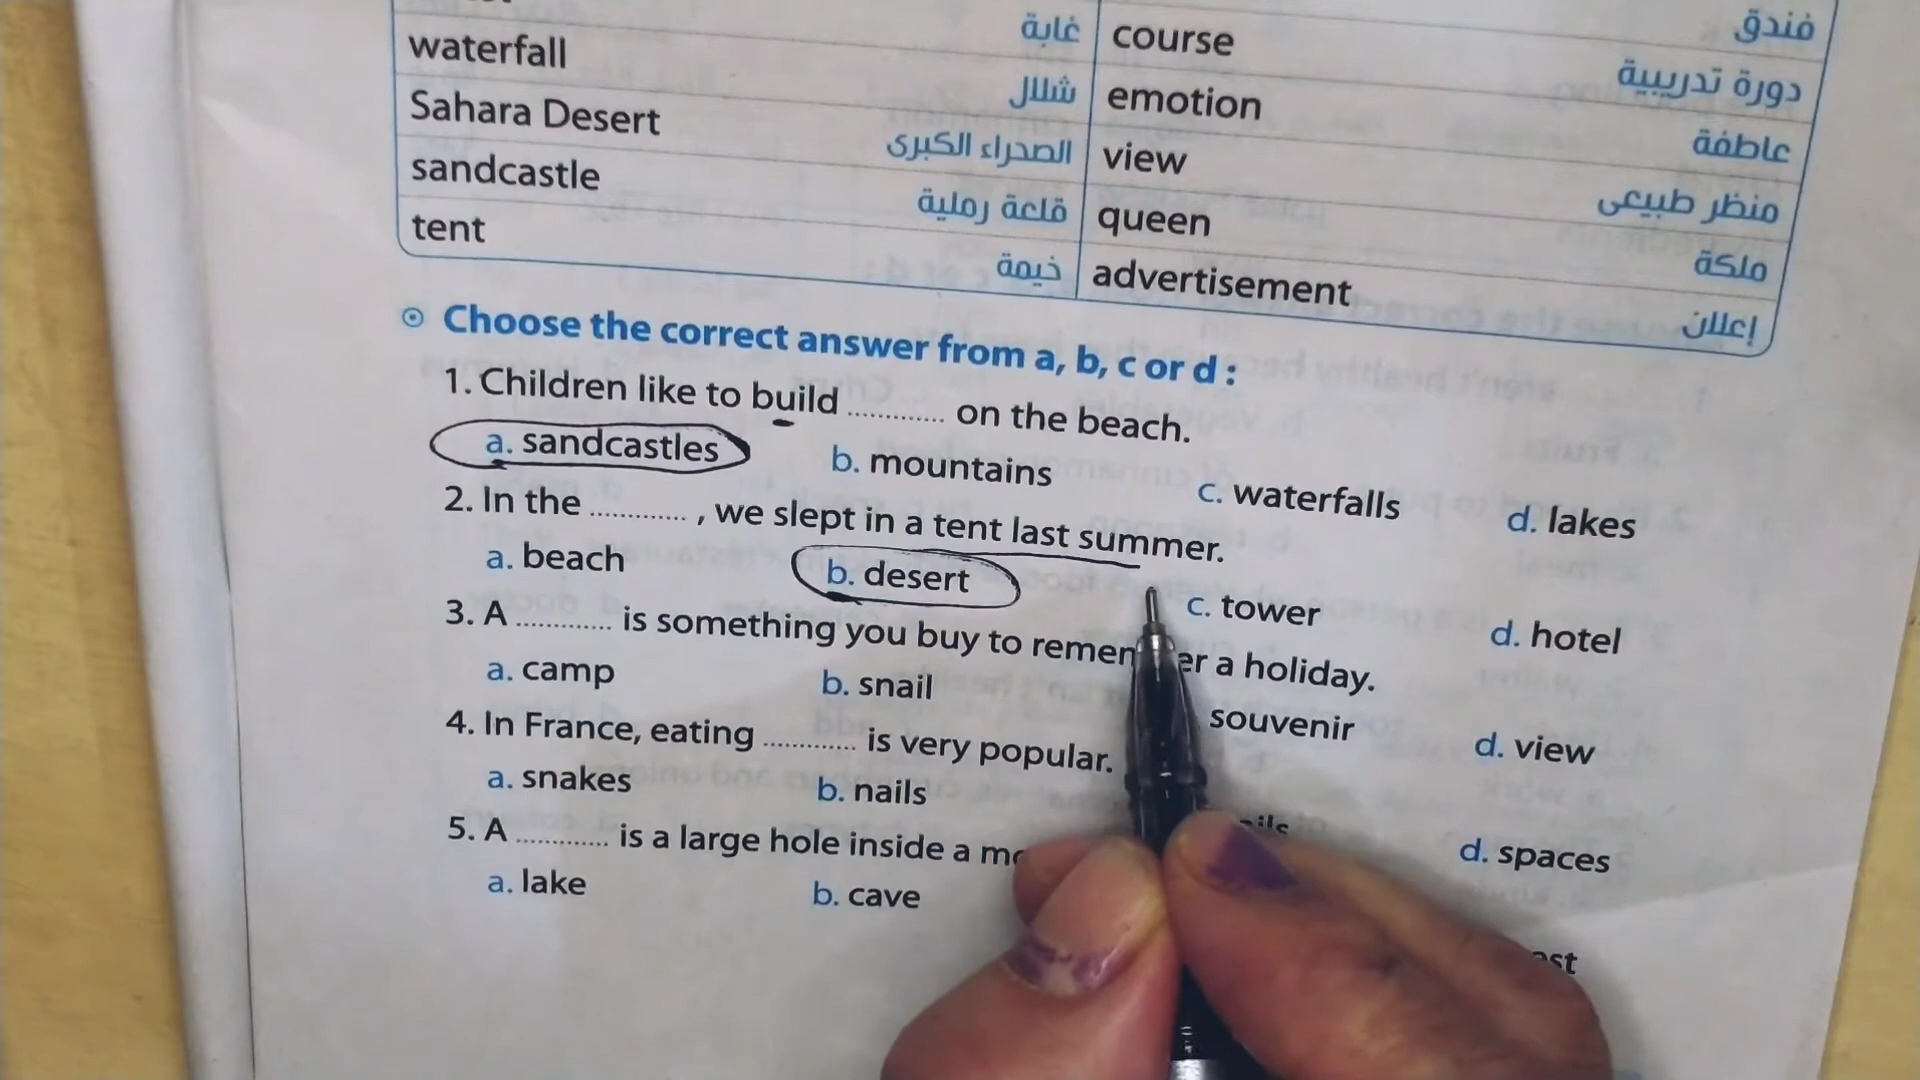 غابة
فندق
waterfall
course
شلال
دورة تدريبية
Sahara Desert
emotion
الصحراء الكبرى
عاطفة
sandcastle
view
قلعة رملية
منظر طبيعى
tent
queen
خيمة
ملكة
advertisement
إعلان
Choose the correct answer from a, b, c or d :
1. Children like to build ............ on the beach.
a. sandcastles b. mountains c. waterfalls d. lakes
2. In the ............ , we slept in a tent last summer.
a. beach b. desert c. tower d. hotel
3. A ............ is something you buy to remember a holiday.
a. camp b. snail souvenir d. view
4. In France, eating ............ is very popular.
a. snakes b. nails d. spaces
5. A ............ is a large hole inside a
a. lake b. cave